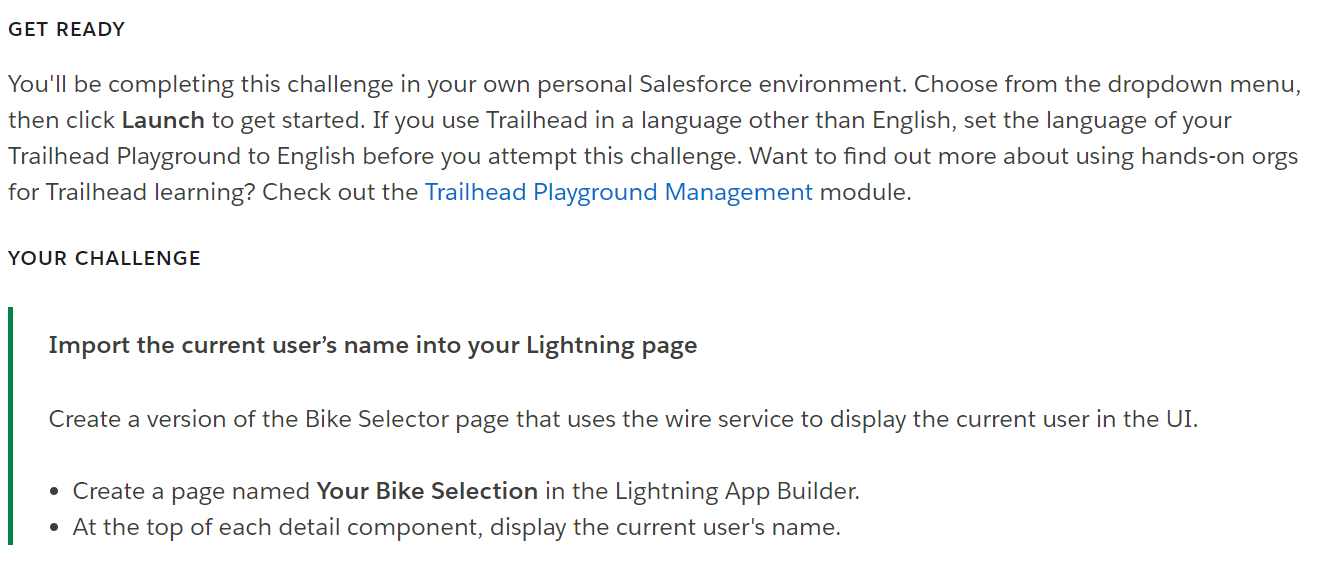 GET READY
You'll be completing this challenge in your own personal Salesforce environment. Choose from the dropdown menu,
then click Launch to get started. If you use Trailhead in a language other than English, set the language of your
Trailhead Playground to English before you attempt this challenge. Want to find out more about using hands-on orgs
for Trailhead learning? Check out the Trailhead Playground Management module.
YOUR CHALLENGE
Import the current user’s name into your Lightning page
Create a version of the Bike Selector page that uses the wire service to display the current user in the UI.
• Create a page named Your Bike Selection in the Lightning App Builder.
• At the top of each detail component, display the current user's name.